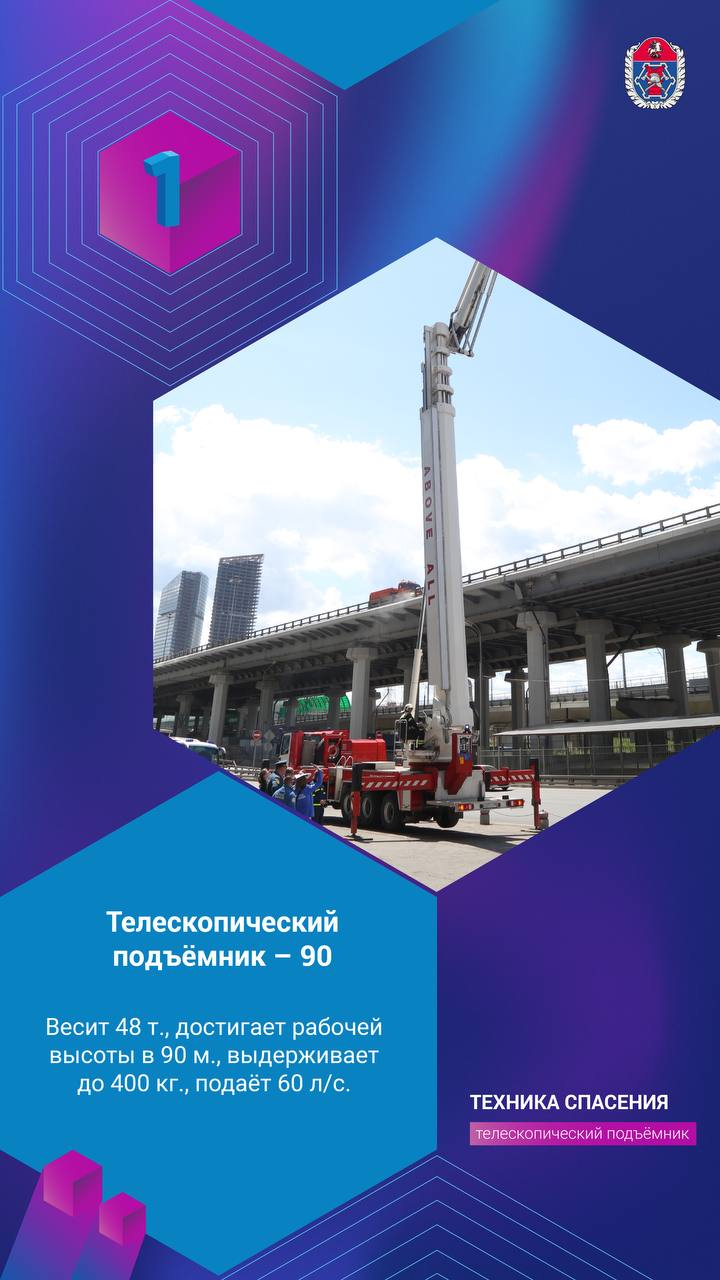 1
ABOVE ALL
Телескопический
подъёмник – 90
Весит 48 т., достигает рабочей
высоты в 90 м., выдерживает
до 400 кг., подаёт 60 л/с.
ТЕХНИКА СПАСЕНИЯ
телескопический подъёмник